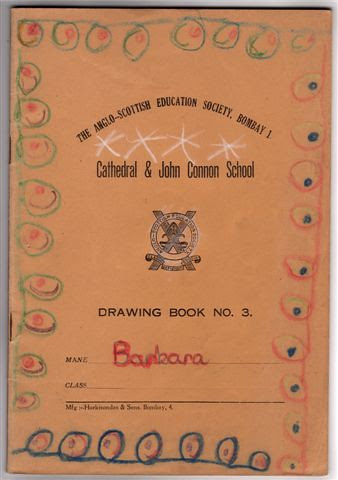 THE ANGLO-SCOTTISH EDUCATION SOCIETY, BOMBAY 1.
Cathedral & John Connon School
DRAWING BOOK NO. 3.
MANE Barbara
CLASS
Mfg :-Harkisondas & Sons. Bombay, 4.